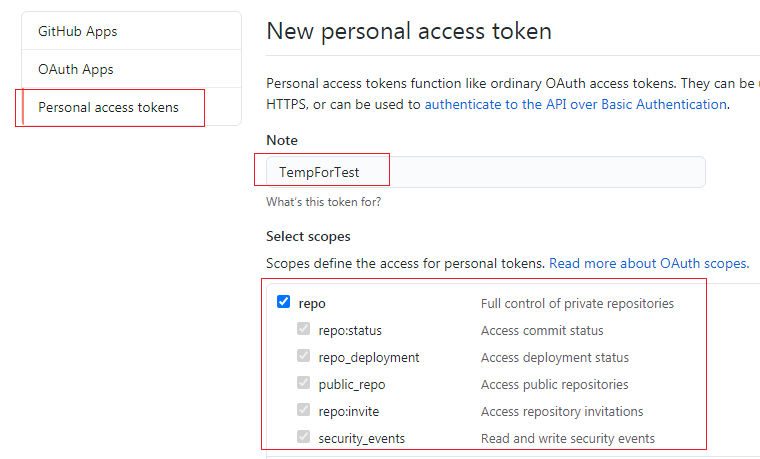 GitHub Apps
OAuth Apps
Personal access tokens
New personal access token
Personal access tokens function like ordinary OAuth access tokens. They can be
HTTPS, or can be used to authenticate to the API over Basic Authentication.
Note
TempForTest
What's this token for?
Select scopes
Scopes define the access for personal tokens. Read more about OAuth scopes.
repo Full control of private repositories
repo:status Access commit status
repo_deployment Access deployment status
public_repo Access public repositories
repo:invite Access repository invitations
security_events Read and write security events